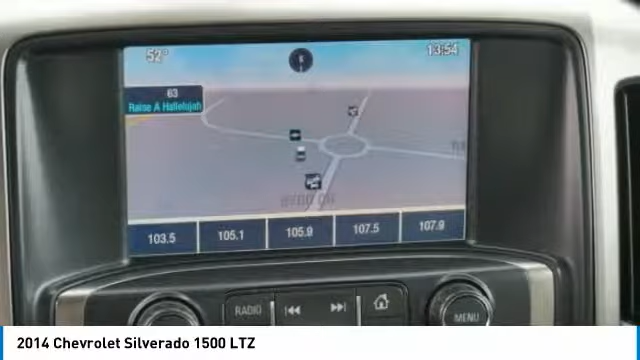 52°
13:54
63
Raise A Hallelujah
103.5 105.1 105.9 107.5 107.9
RADIO
MENU
2014 Chevrolet Silverado 1500 LTZ